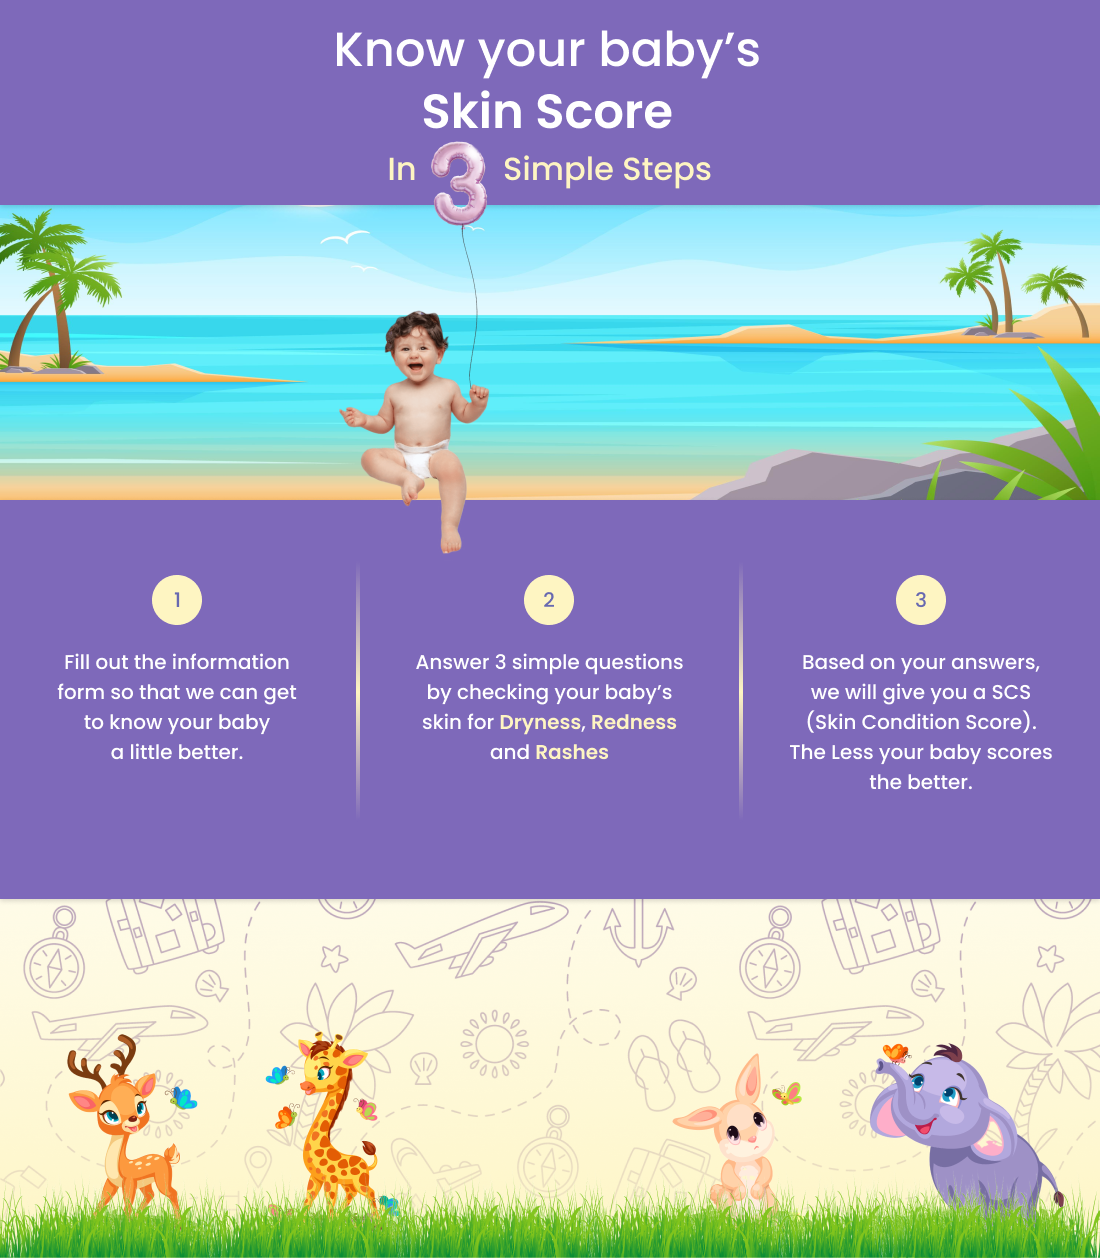 Know your baby’s
Skin Score
In 3 Simple Steps
1
Fill out the information
form so that we can get
to know your baby
a little better.
2
Answer 3 simple questions
by checking your baby’s
skin for Dryness, Redness
and Rashes
3
Based on your answers,
we will give you a SCS
(Skin Condition Score).
The Less your baby scores
the better.